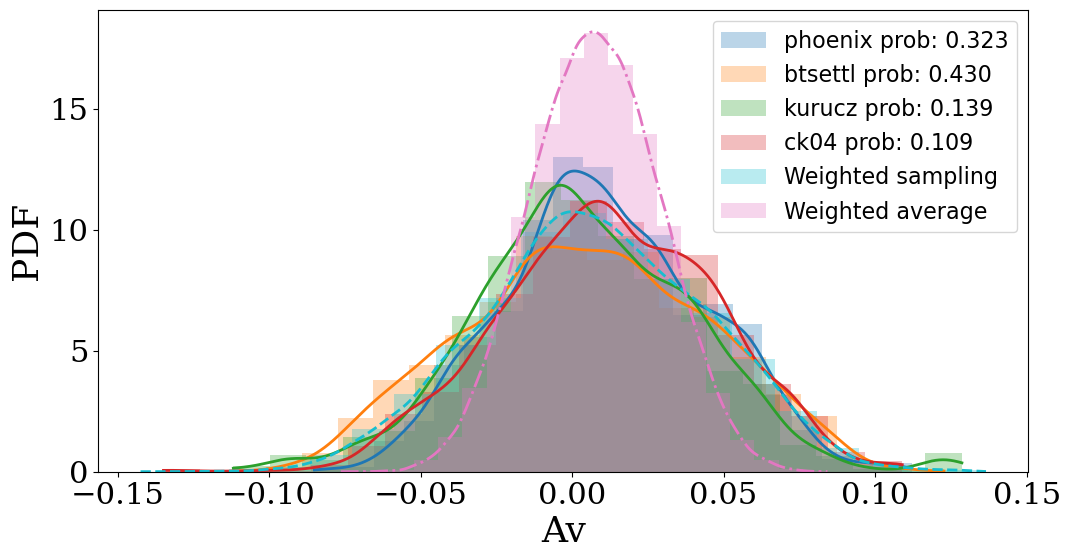 phoenix prob: 0.323
btsettl prob: 0.430
kurucz prob: 0.139
ck04 prob: 0.109
Weighted sampling
Weighted average
PDF
15
10
5
0
−0.15 −0.10 −0.05 0.00 0.05 0.10 0.15
Av